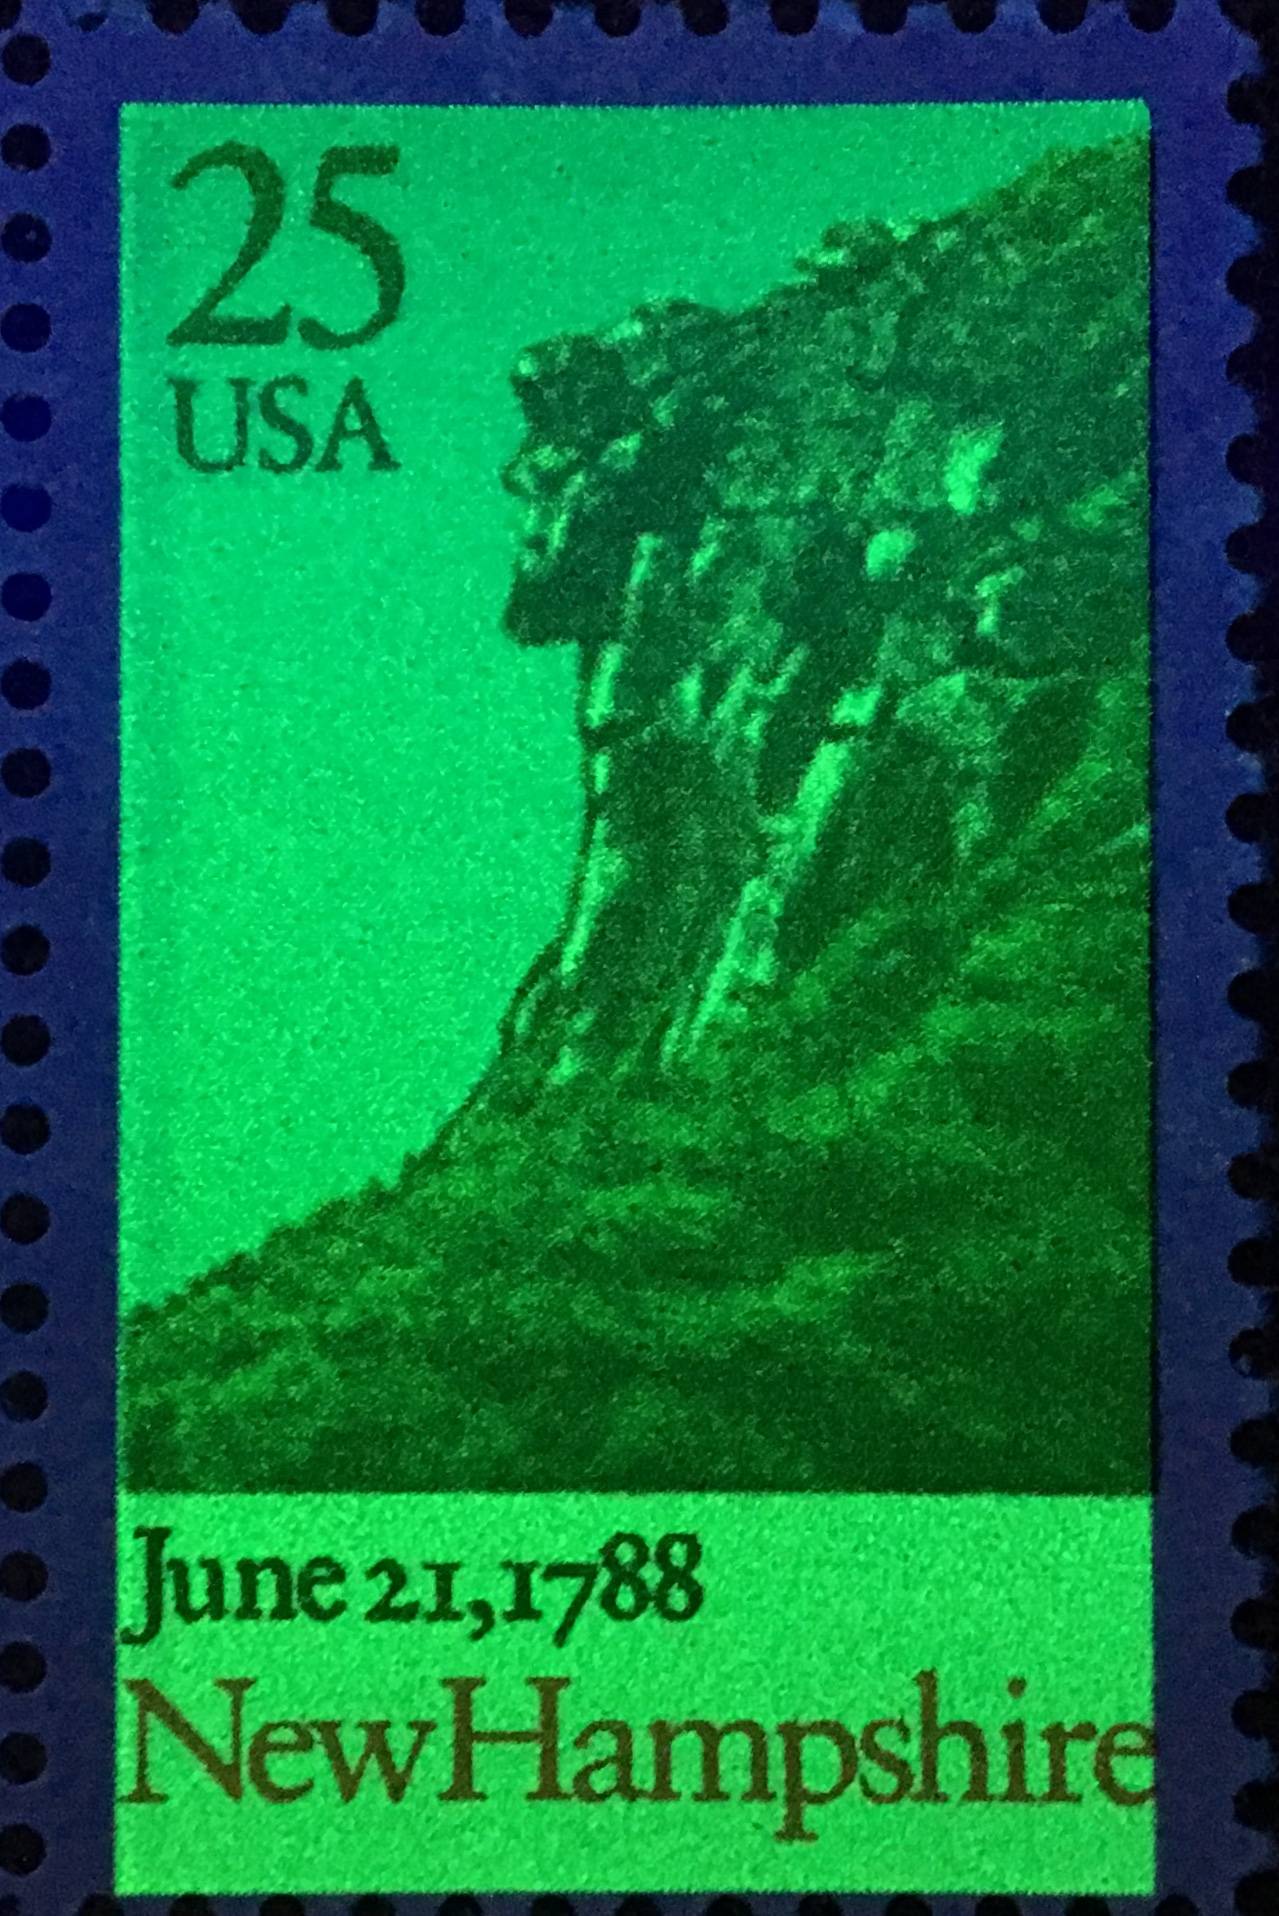 25
USA
June 21, 1788
New Hampshire